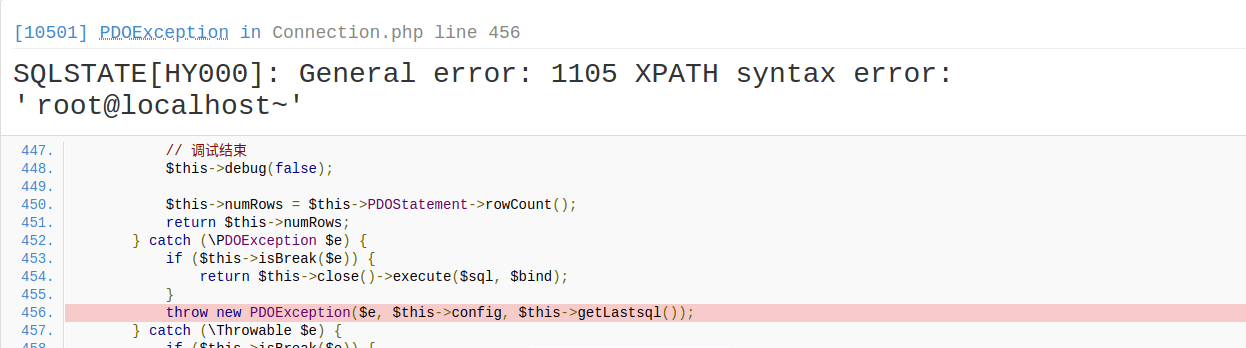 [10501] PDOException in Connection.php line 456
SQLSTATE[HY000]: General error: 1105 XPATH syntax error:
' root@localhost~'
447. // 调试结束
448. $this->debug(false);
449.
450. $this->numRows = $this->PDOStatement->rowCount();
451. return $this->numRows;
452. } catch (\PDOException $e) {
453. if ($this->isBreak($e)) {
454. return $this->close()->execute($sql, $bind);
455. }
456. throw new PDOException($e, $this->config, $this->getLastsql());
457. } catch (\Throwable $e) {
458. if ($this->isBreak($e)) {